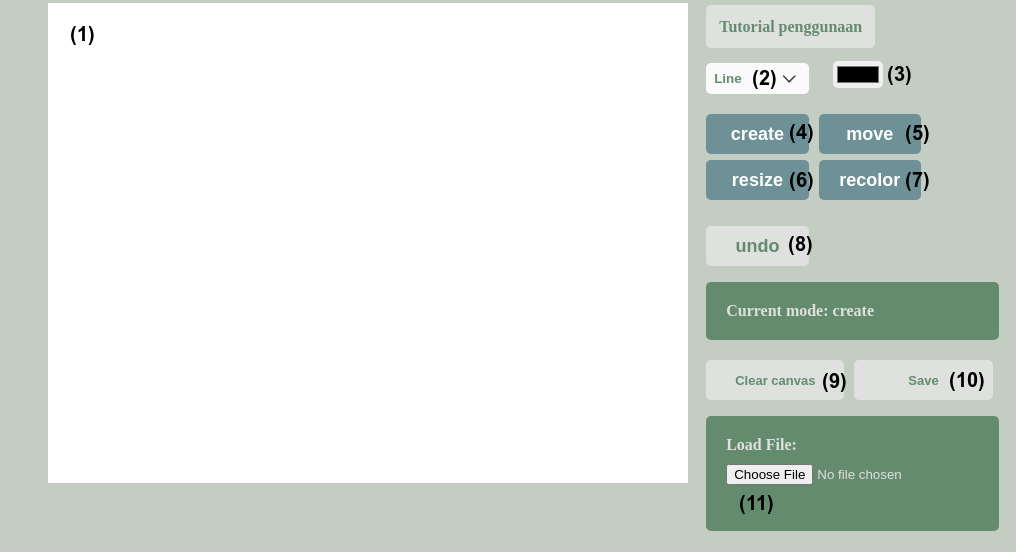 (1)
Tutorial penggunaan
Line (2)
(3)
create (4)
move (5)
resize (6)
recolor (7)
undo (8)
Current mode: create
Clear canvas (9)
Save (10)
Load File:
Choose File No file chosen
(11)